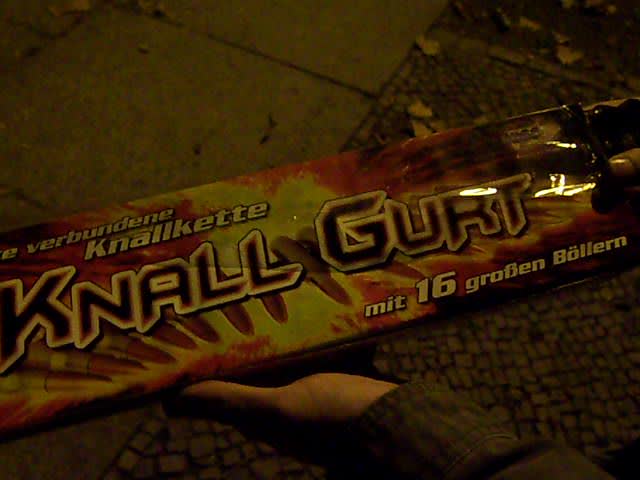 verbundene
Knallkette
KNALL GURT
mit 16 großen Böllern